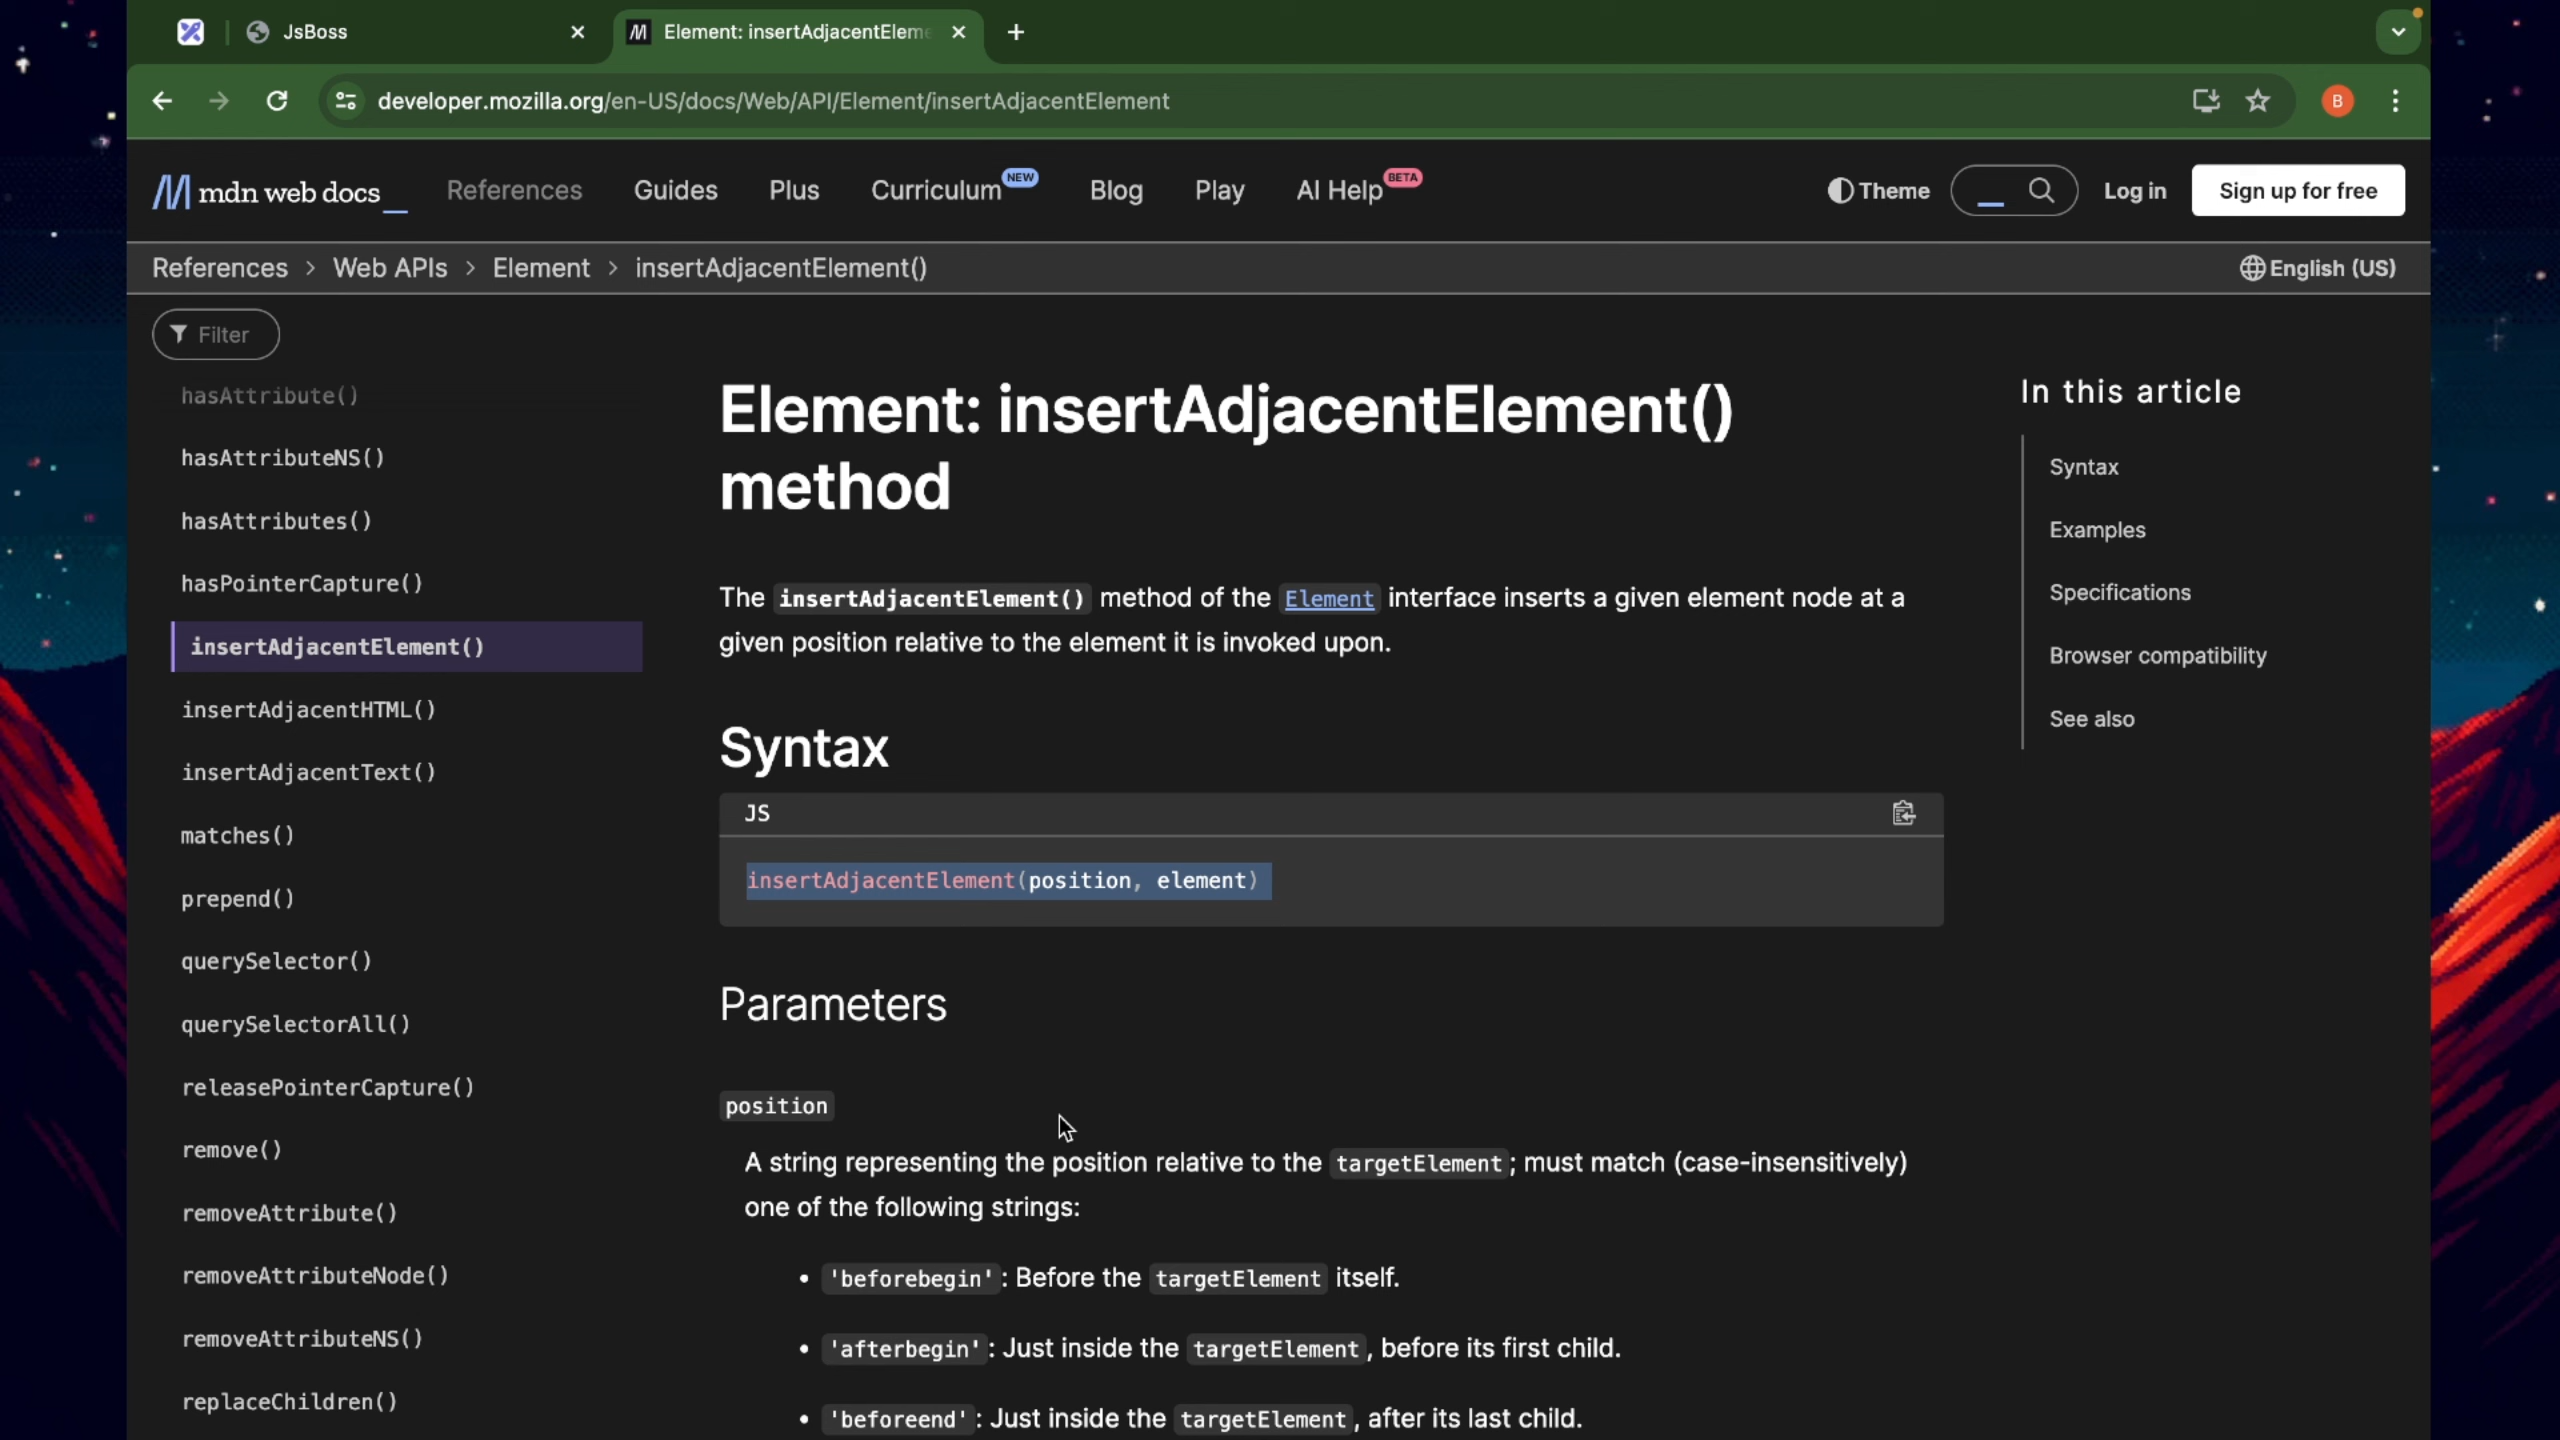 JsBoss
Element: insertAdjacentEleme
developer.mozilla.org/en-US/docs/Web/API/Element/insertAdjacentElement
B
mdn web docs_
References
Guides
Plus
Curriculum NEW
Blog
Play
AI Help BETA
Theme
Log in
Sign up for free
References > Web APIs > Element > insertAdjacentElement()
English (US)
Filter
hasAttribute()
hasAttributeNS()
hasAttributes()
hasPointerCapture()
insertAdjacentElement()
insertAdjacentHTML()
insertAdjacentText()
matches()
prepend()
querySelector()
querySelectorAll()
releasePointerCapture()
remove()
removeAttribute()
removeAttributeNode()
removeAttributeNS()
replaceChildren()
Element: insertAdjacentElement()
method
The insertAdjacentElement() method of the Element interface inserts a given element node at a
given position relative to the element it is invoked upon.
Syntax
JS
insertAdjacentElement(position, element)
Parameters
position
A string representing the position relative to the targetElement; must match (case-insensitively)
one of the following strings:
• 'beforebegin': Before the targetElement itself.
• 'afterbegin': Just inside the targetElement, before its first child.
• 'beforeend': Just inside the targetElement, after its last child.
In this article
Syntax
Examples
Specifications
Browser compatibility
See also